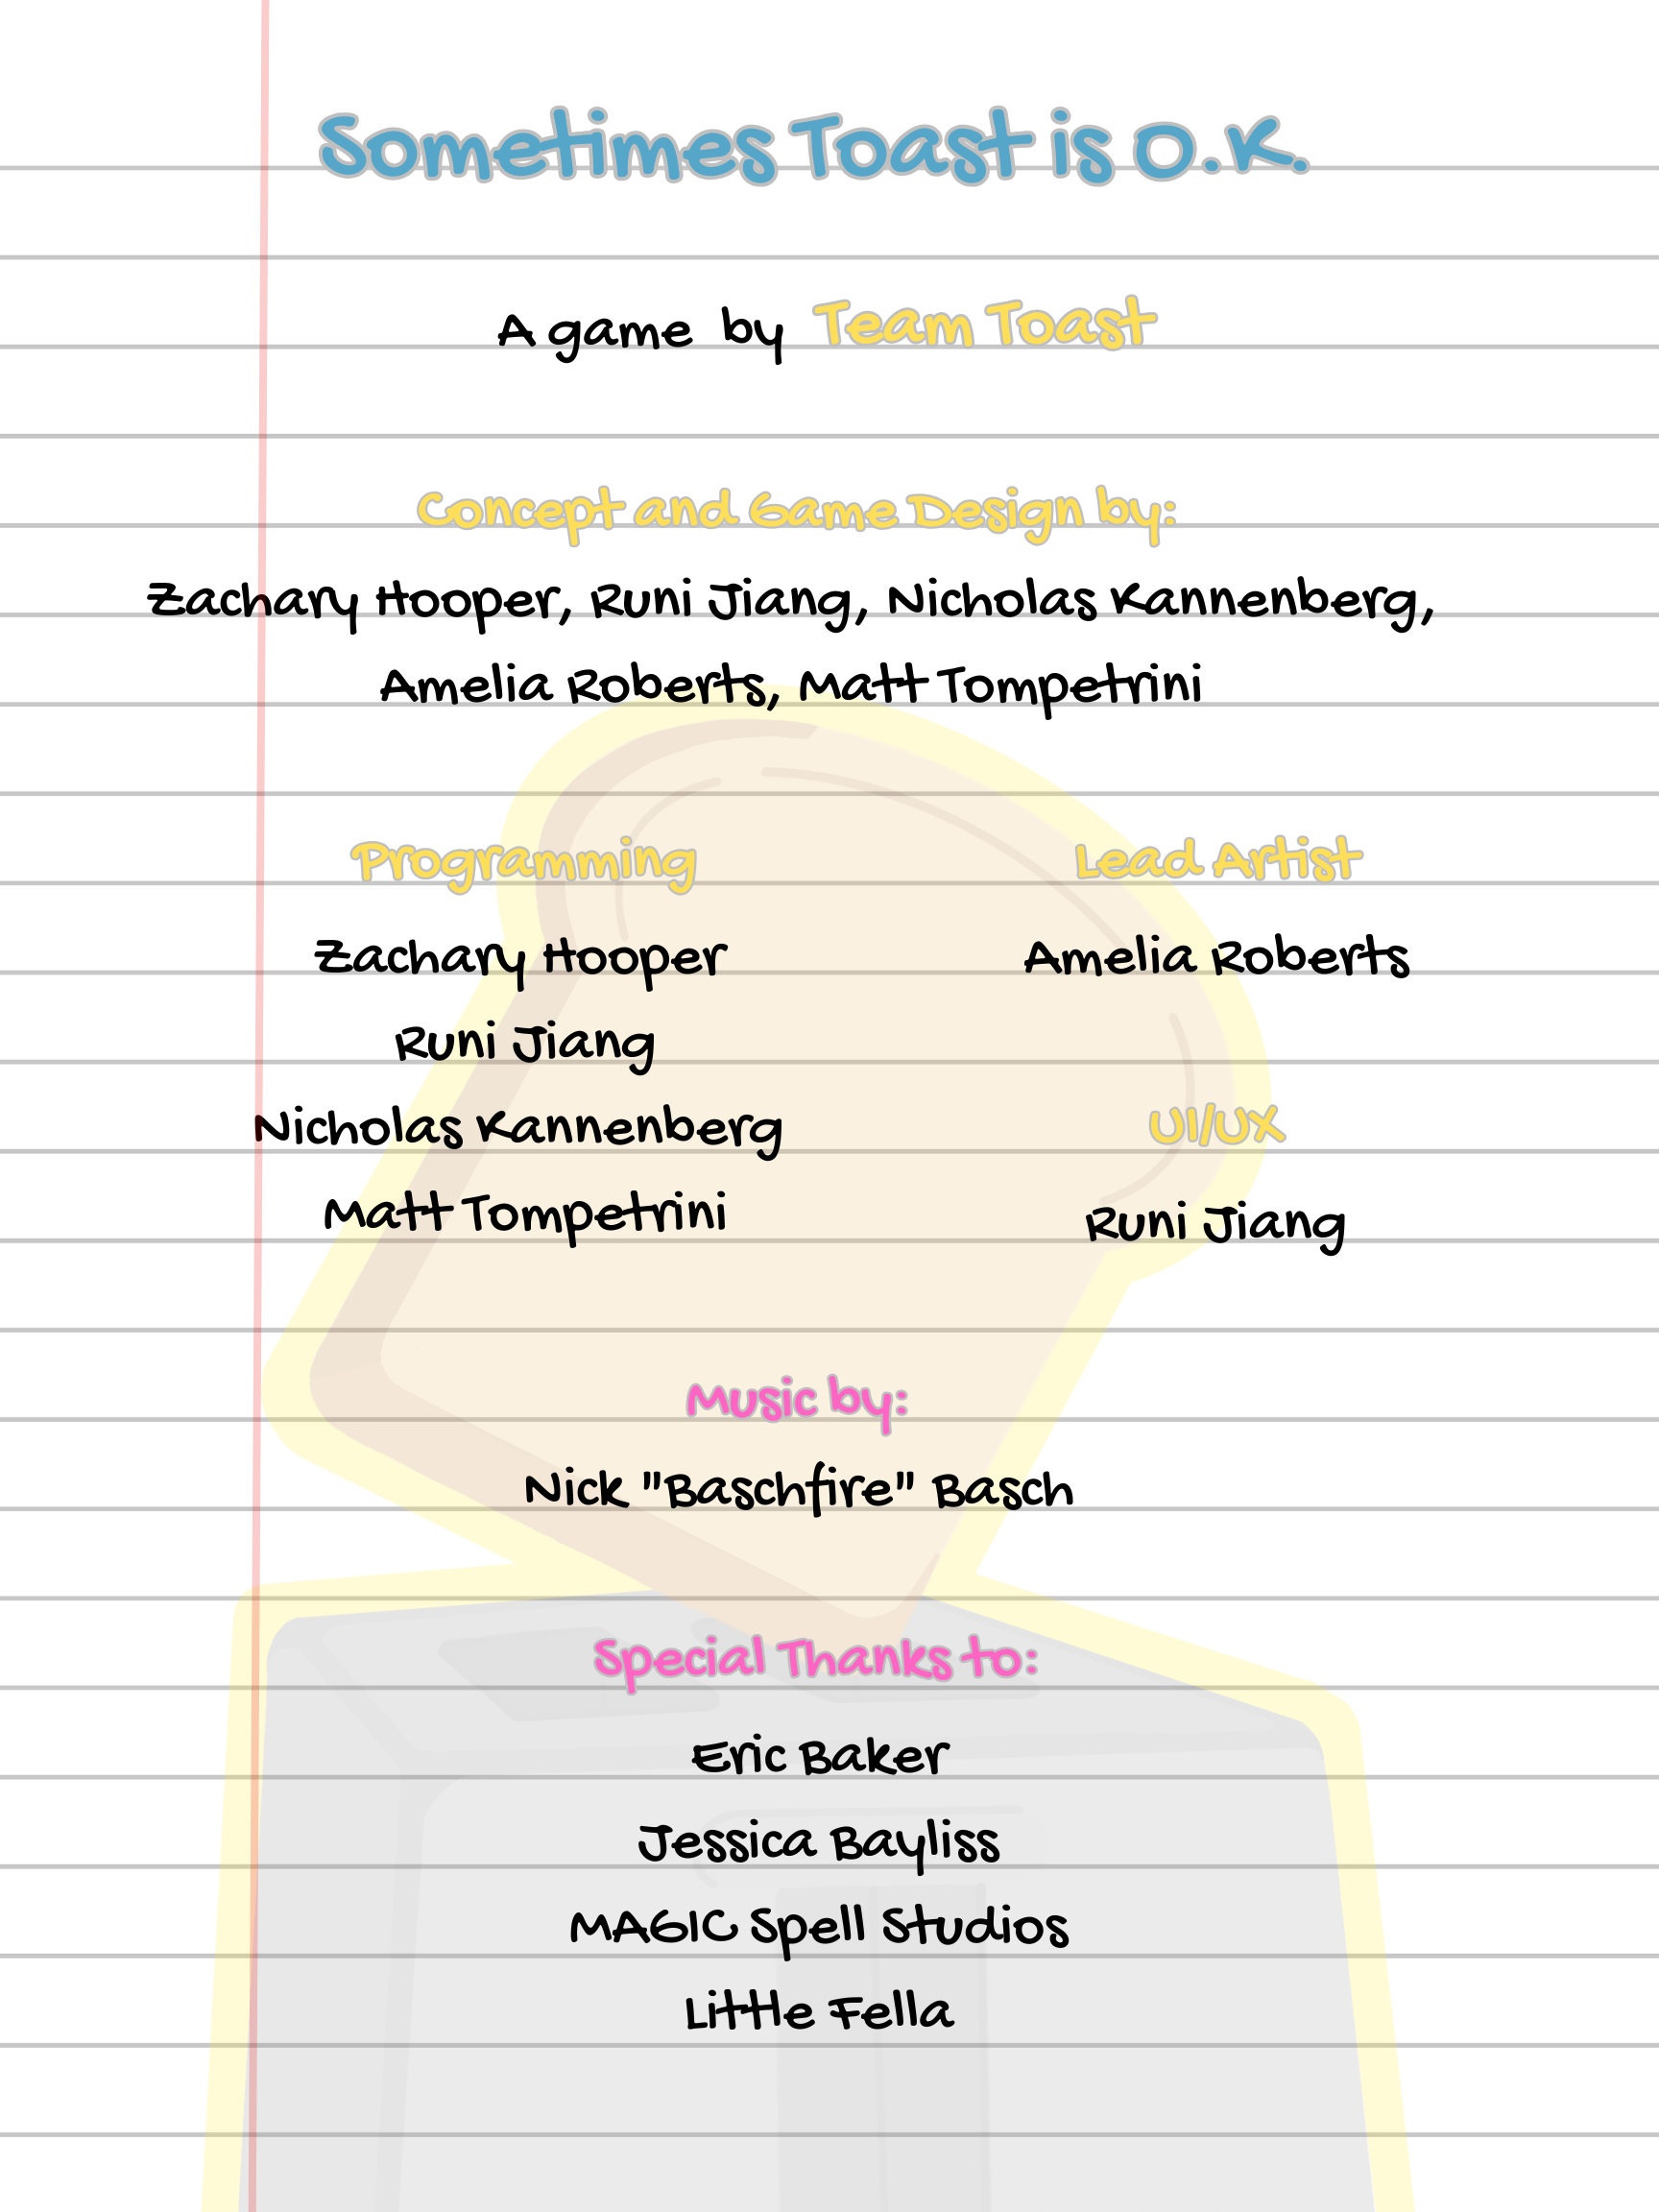 Sometimes Toast is O.K.
A game by Team Toast
Concept and Game Design by:
Zachary Hooper, Runi Jiang, Nicholas Kannenberg,
Amelia Roberts, Matt Tompetrini
Programming
Zachary Hooper
Runi Jiang
Nicholas Kannenberg
Matt Tompetrini
Lead Artist
Amelia Roberts
UI/UX
Runi Jiang
Music by:
Nick "Baschfire" Basch
Special Thanks to:
Eric Baker
Jessica Bayliss
MAGIC Spell Studios
Little Fella